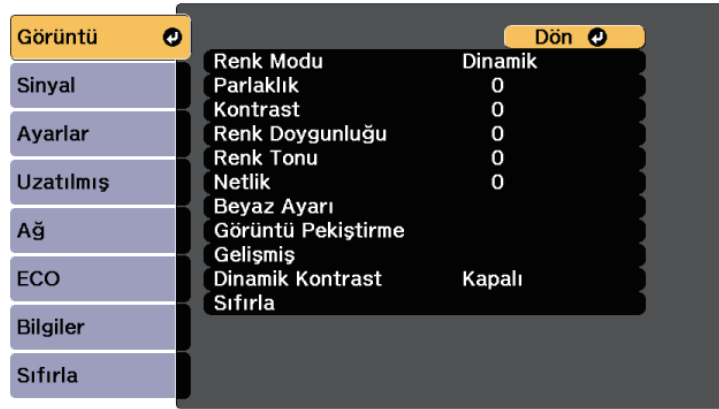 Görüntü
Sinyal
Ayarlar
Uzatılmış
Ağ
ECO
Bilgiler
Sıfırla
Dön
Renk Modu Dinamik
Parlaklık 0
Kontrast 0
Renk Doygunluğu 0
Renk Tonu 0
Netlik 0
Beyaz Ayarı
Görüntü Pekiştirme
Gelişmiş
Dinamik Kontrast Kapalı
Sıfırla